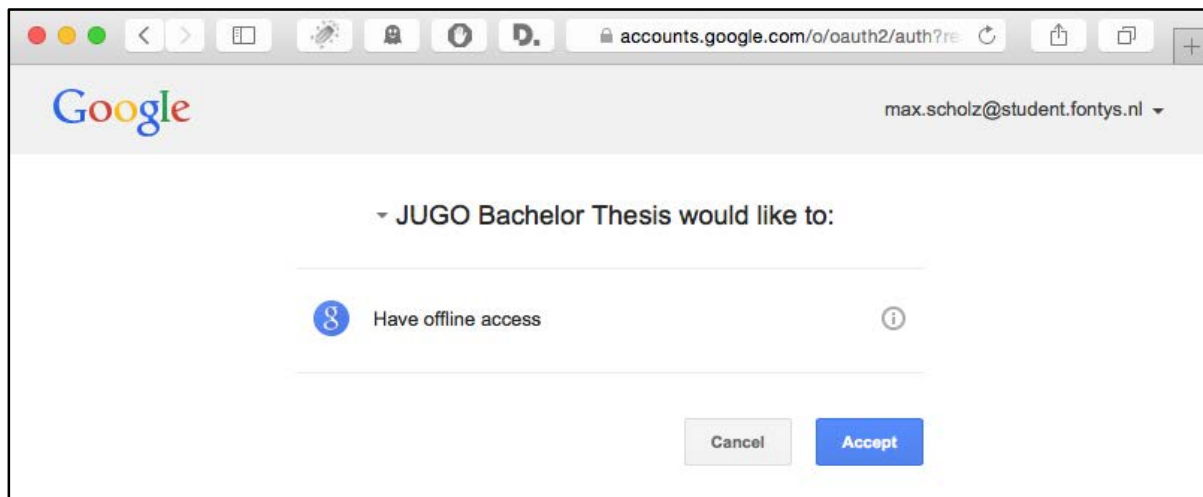 D. accounts.google.com/o/oauth2/auth?re
Google max.scholz@student.fontys.nl
JUGO Bachelor Thesis would like to:
g Have offline access
Cancel Accept